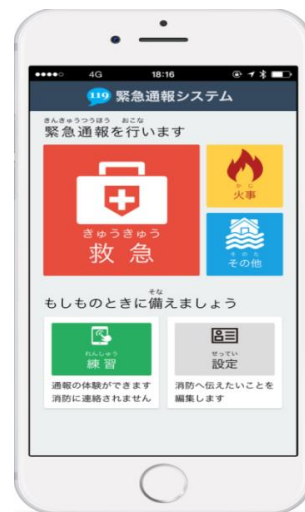 4G 18:16
119 緊急通報システム
きんきゅうつうほう おこな
緊急通報を行います
きゅうきゅう
救急
かじ
火事
そのた
その他
そな
もしものときに備えましょう
れんしゅう
練習
通報の体験ができます
消防に連絡されません
せってい
設定
消防へ伝えたいことを
編集します